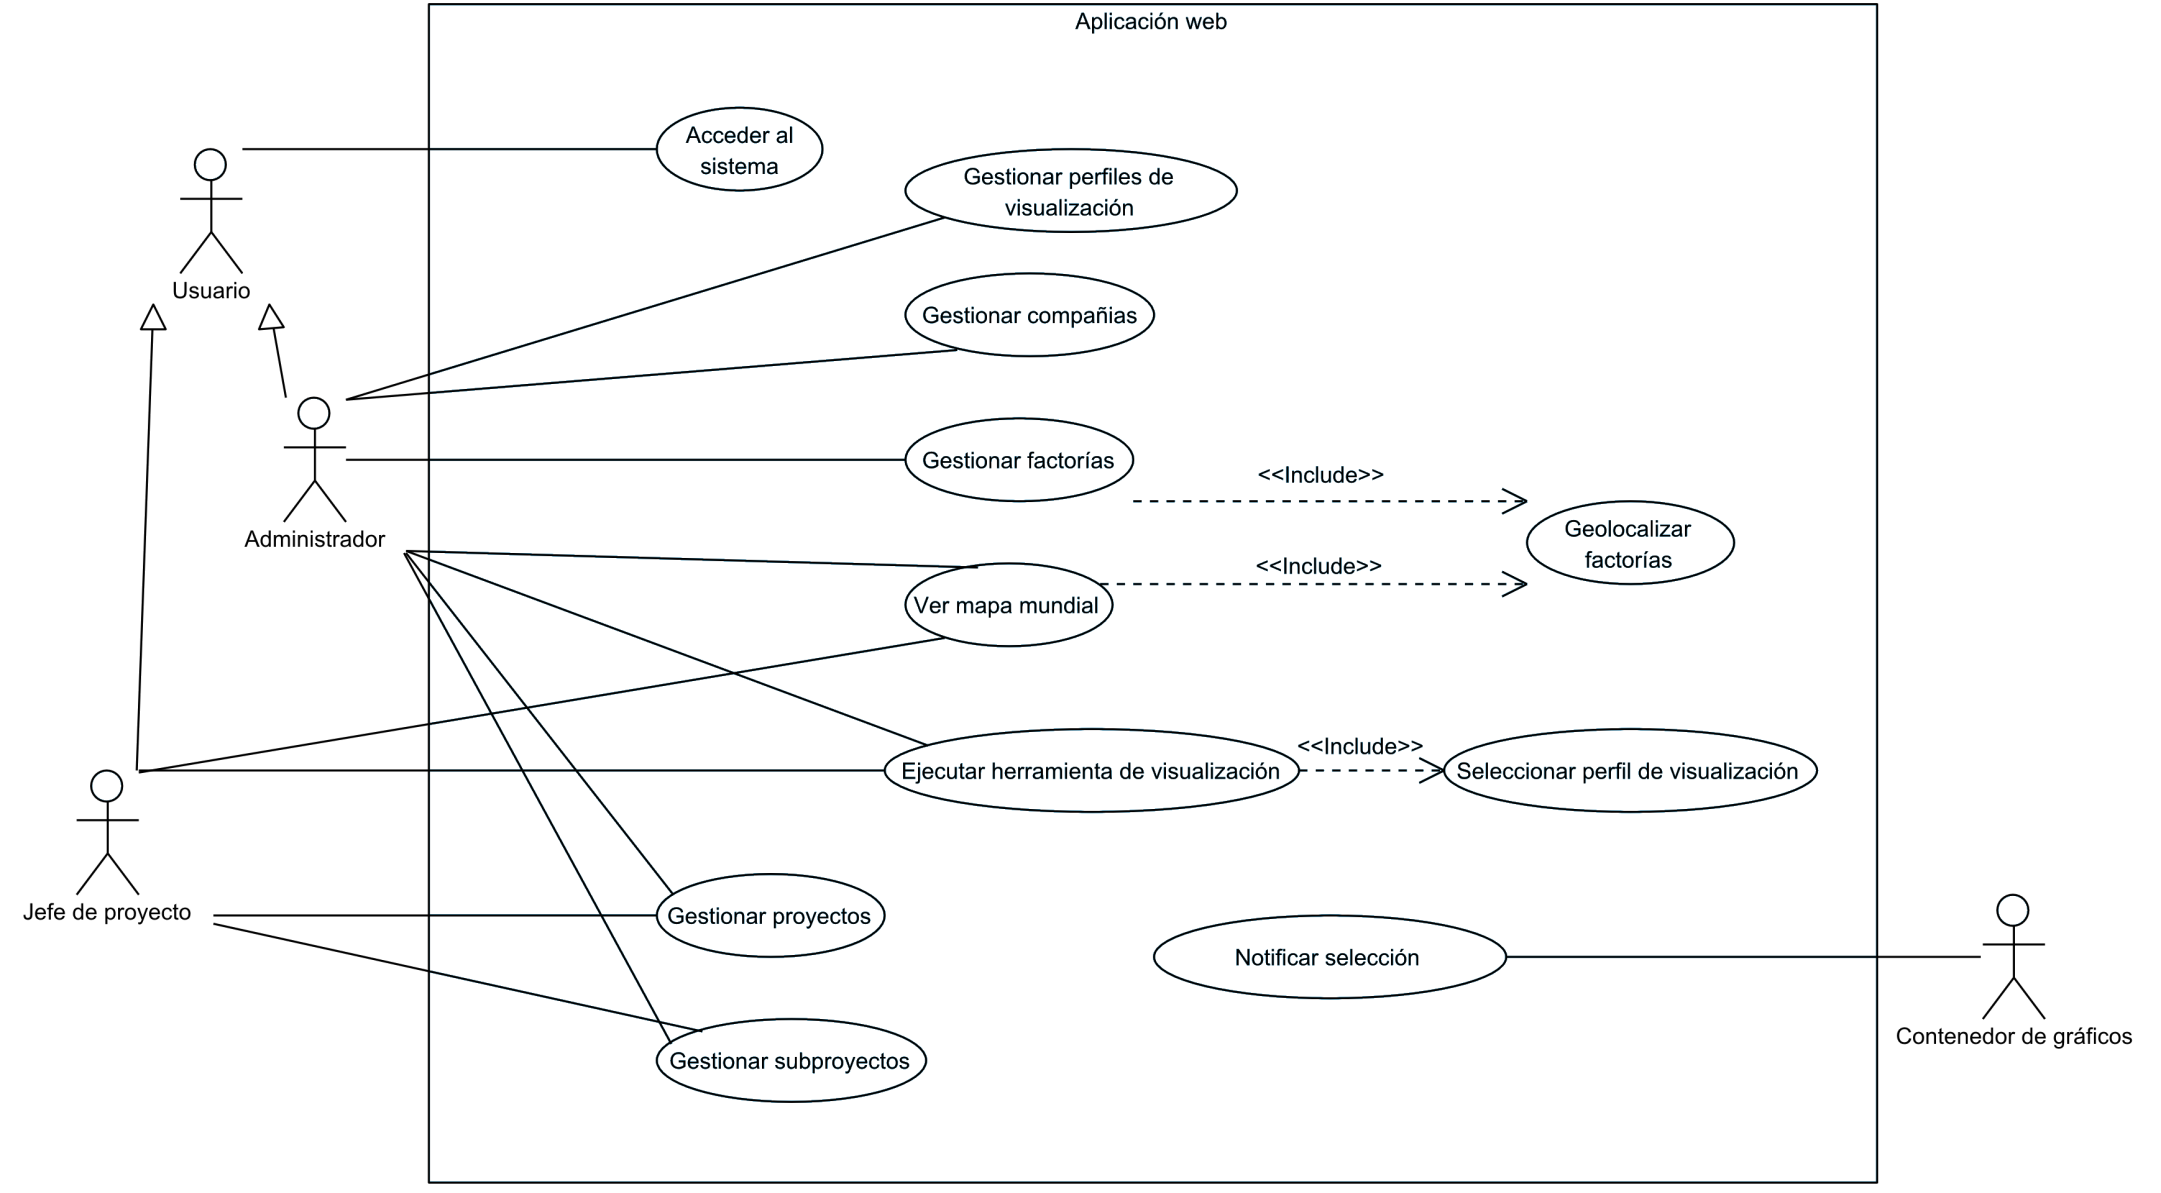 Aplicación web
Acceder al
sistema
Gestionar perfiles de
visualización
Usuario
Gestionar compañias
Gestionar factorías
<<Include>>
Geolocalizar
factorías
Administrador
<<Include>>
Ver mapa mundial
<<Include>>
Ejecutar herramienta de visualización
Seleccionar perfil de visualización
Jefe de proyecto
Gestionar proyectos
Notificar selección
Contenedor de gráficos
Gestionar subproyectos